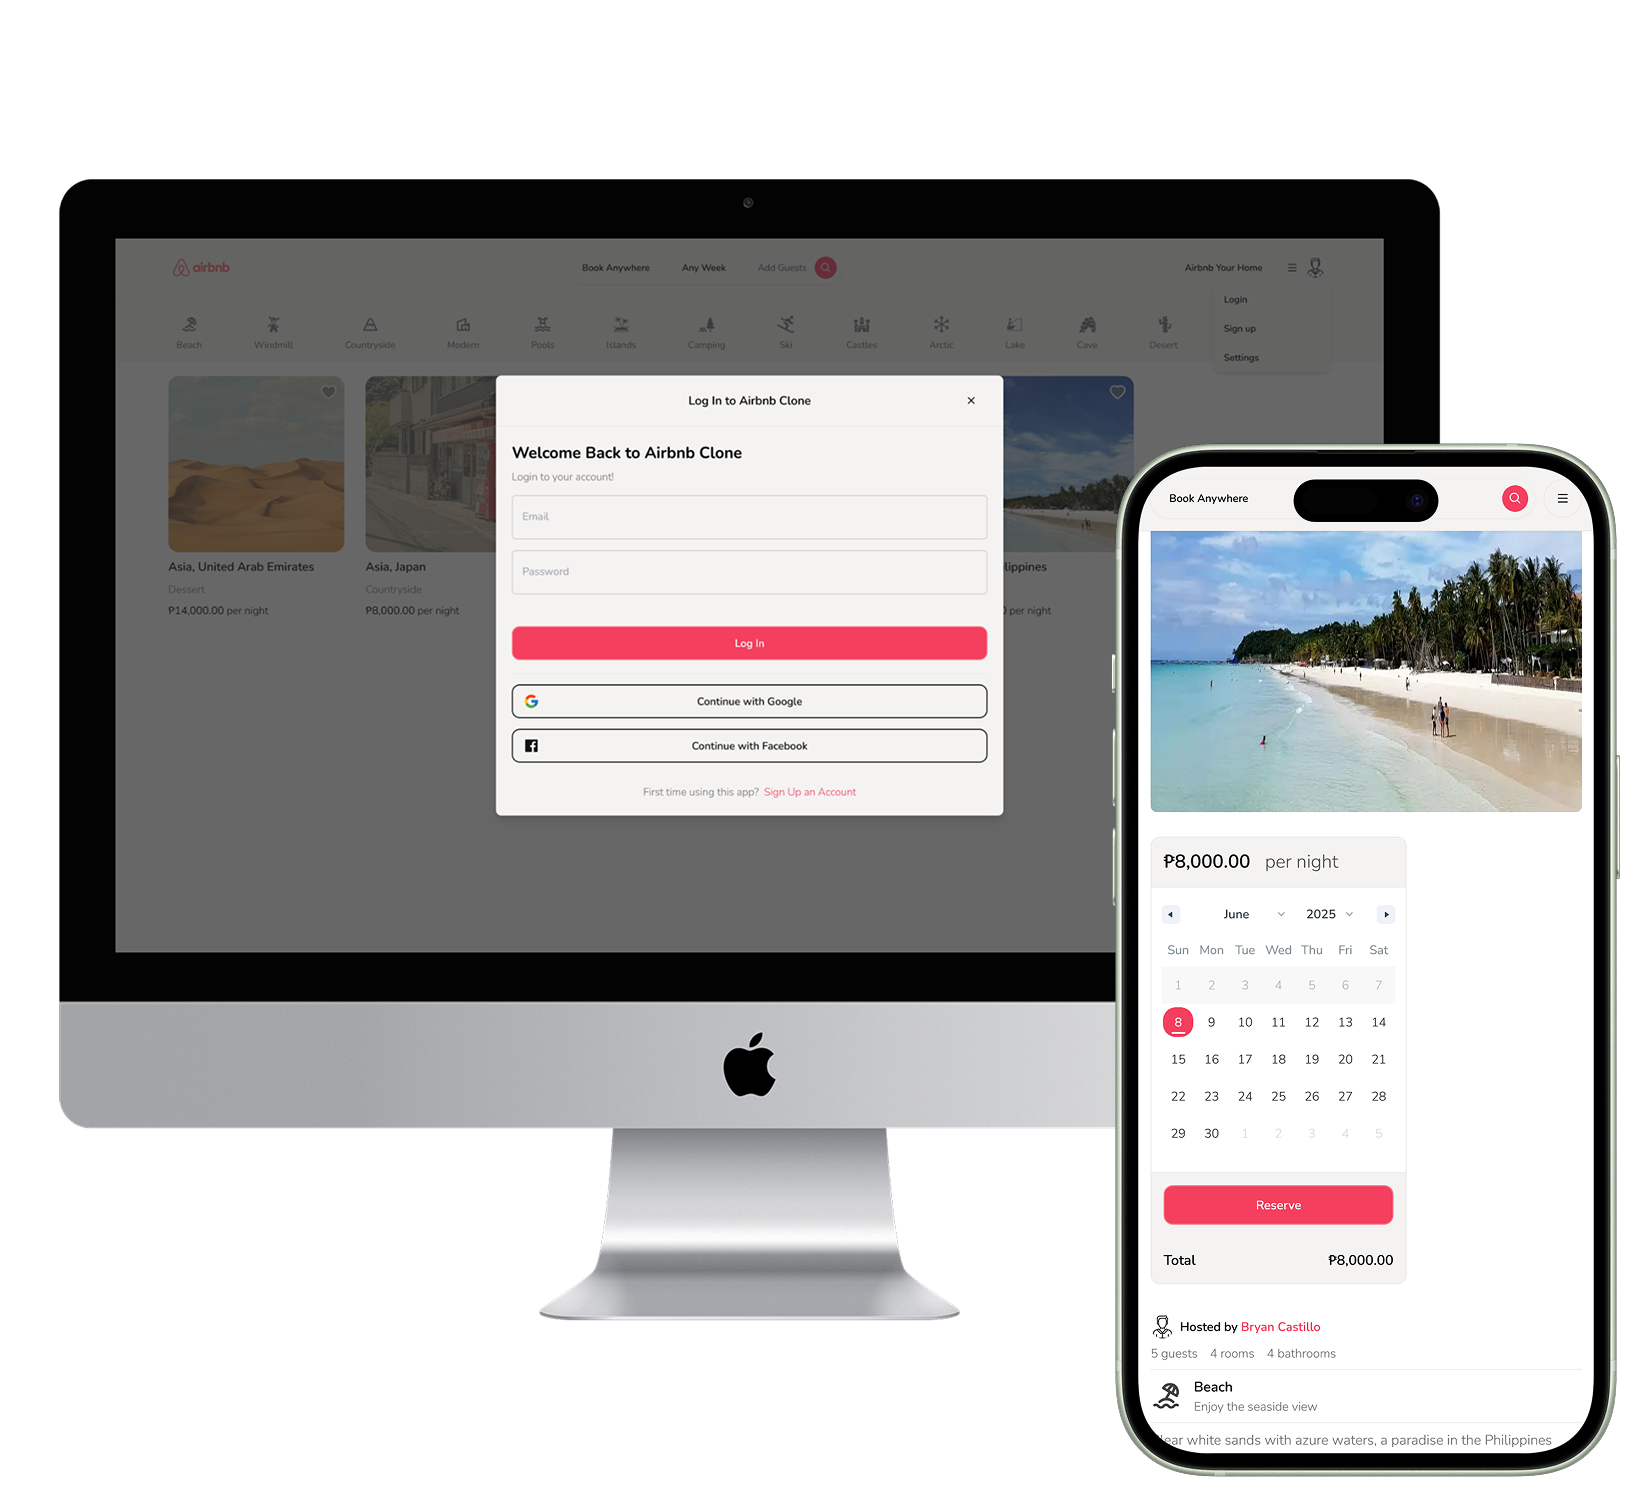 airbnb
Book Anywhere Any Week Add Guests
Airbnb Your Home
Login
Sign up
Settings
Beach Windmill Countryside Modern Pools Islands Camping Ski Castles Arctic Lake Cave Desert
Asia, United Arab Emirates
Dessert
₱14,000.00 per night
Asia, Japan
Countryside
₱8,000.00 per night
lippines
per night
Log In to Airbnb Clone
Welcome Back to Airbnb Clone
Login to your account!
Email
Password
Log In
Continue with Google
Continue with Facebook
First time using this app? Sign Up an Account
Book Anywhere
₱8,000.00 per night
June 2025
Sun Mon Tue Wed Thu Fri Sat
1 2 3 4 5 6 7
8 9 10 11 12 13 14
15 16 17 18 19 20 21
22 23 24 25 26 27 28
29 30 1 2 3 4 5
Reserve
Total ₱8,000.00
Hosted by Bryan Castillo
5 guests 4 rooms 4 bathrooms
Beach
Enjoy the seaside view
lear white sands with azure waters, a paradise in the Philippines